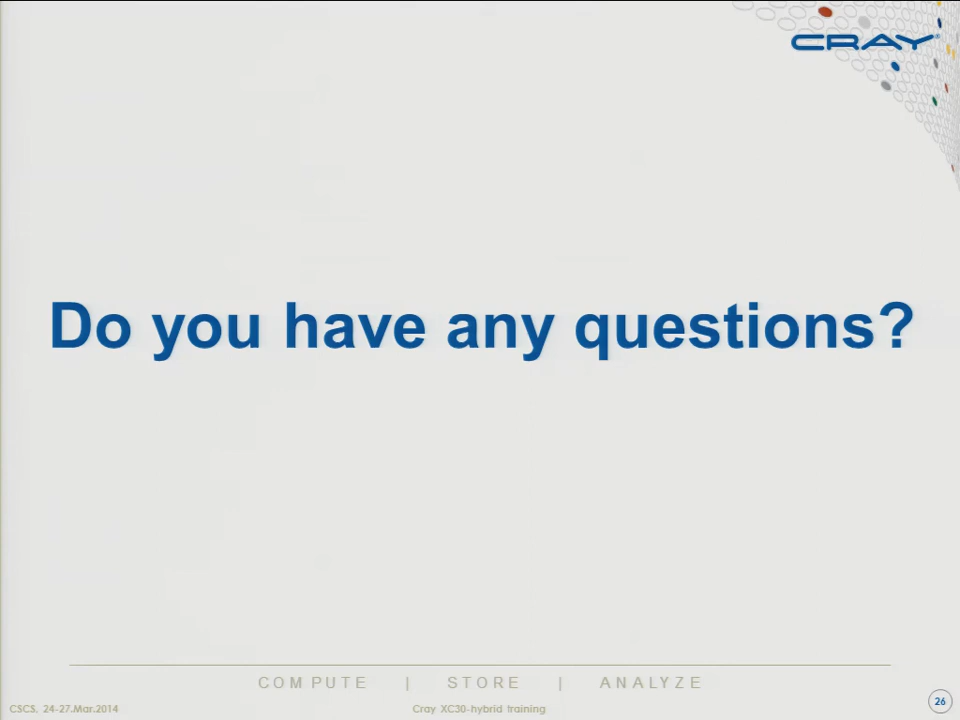 CRAY
Do you have any questions?
COMPUTE | STORE | ANALYZE
CSCS, 24-27.Mar.2014
Cray XC30-hybrid training
26